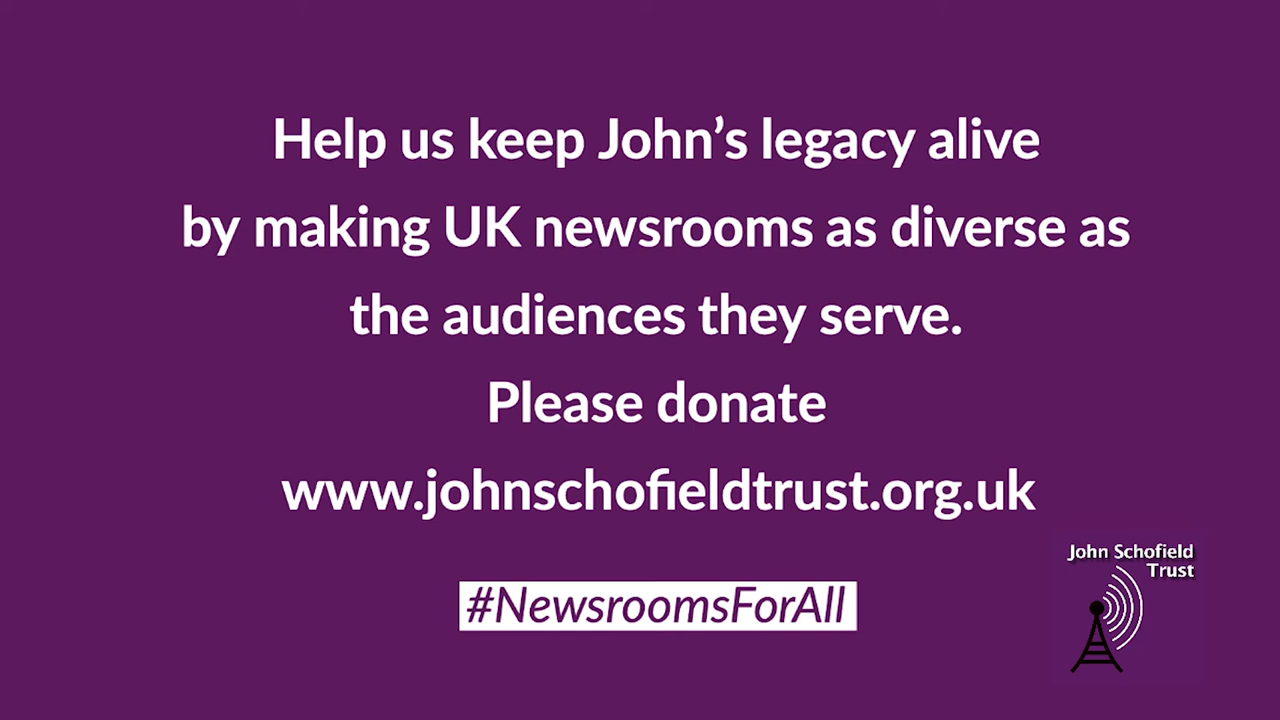 Help us keep John’s legacy alive
by making UK newsrooms as diverse as
the audiences they serve.
Please donate
www.johnschofieldtrust.org.uk
#NewsroomsForAll
John Schofield
Trust